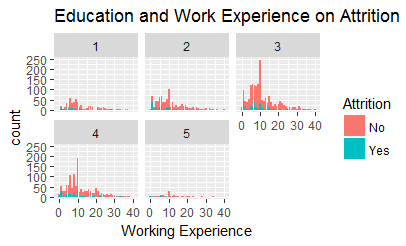 Education and Work Experience on Attrition
1 2 3
250
200
150
100
50
0
count
4 5
250
200
150
100
50
0
0 10 20 30 40 0 10 20 30 40 0 10 20 30 40
Working Experience
Attrition
No
Yes